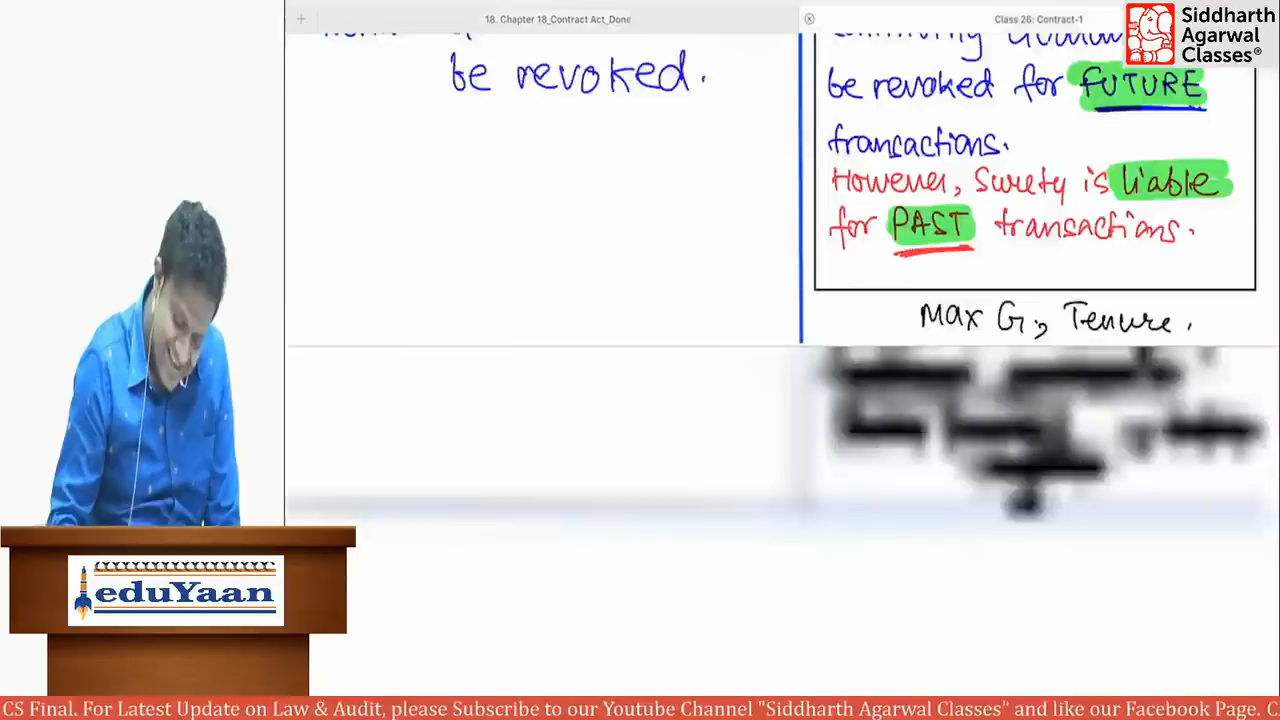 18. Chapter 18_Contract Act_Done
Class 26: Contract-1
Siddharth
Agarwal
Classes®
be revoked.
be revoked for FUTURE
transactions.
However, Surety is liable
for PAST transactions.
Max G., Tenure.
eduYaan
CS Final. For Latest Update on Law & Audit, please Subscribe to our Youtube Channel "Siddharth Agarwal Classes" and like our Facebook Page. C